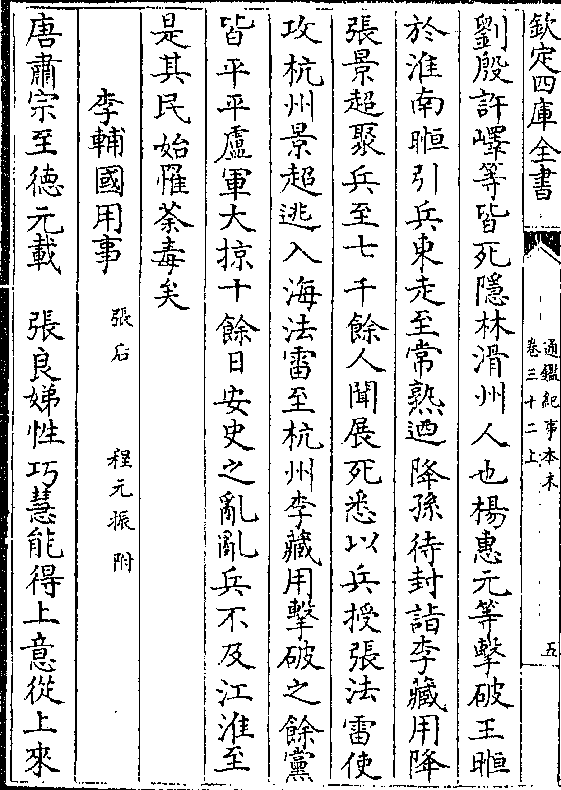 欽定四庫全書
通鑑紀事本末
卷三十二上
五
劉殷許嶧等皆死隱林滑州人也楊惠元等擊破王暅
於淮南暅引兵東走至常熟迺降孫待封詣李藏用降
張景超聚兵至七千餘人聞展死悉以兵授張法雷使
攻杭州景超逃入海法雷至杭州李藏用擊破之餘黨
皆平平盧軍大掠十餘日安史之亂亂兵不及江淮至
是其民始罹荼毒矣
李輔國用事 張后 程元振附
唐肅宗至德元載 張良娣性巧慧能得上意從上來